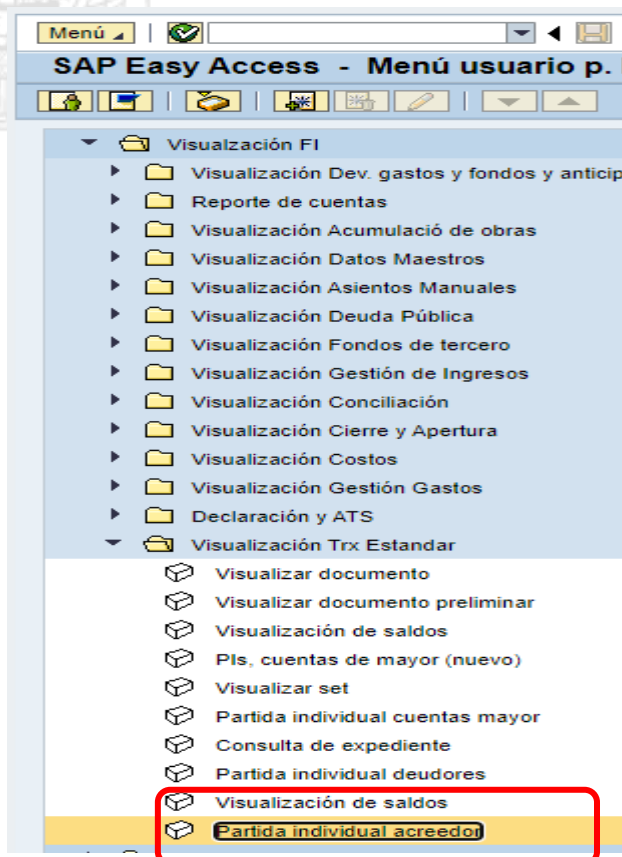 Menú
SAP Easy Access - Menú usuario p.
Visualzación FI
Visualización Dev. gastos y fondos y anticip
Reporte de cuentas
Visualización Acumulació de obras
Visualización Datos Maestros
Visualización Asientos Manuales
Visualización Deuda Pública
Visualización Fondos de tercero
Visualización Gestión de Ingresos
Visualización Conciliación
Visualización Cierre y Apertura
Visualización Costos
Visualización Gestión Gastos
Declaración y ATS
Visualización Trx Estandar
Visualizar documento
Visualizar documento preliminar
Visualización de saldos
PIs, cuentas de mayor (nuevo)
Visualizar set
Partida individual cuentas mayor
Consulta de expediente
Partida individual deudores
Visualización de saldos
Partida individual acreedor